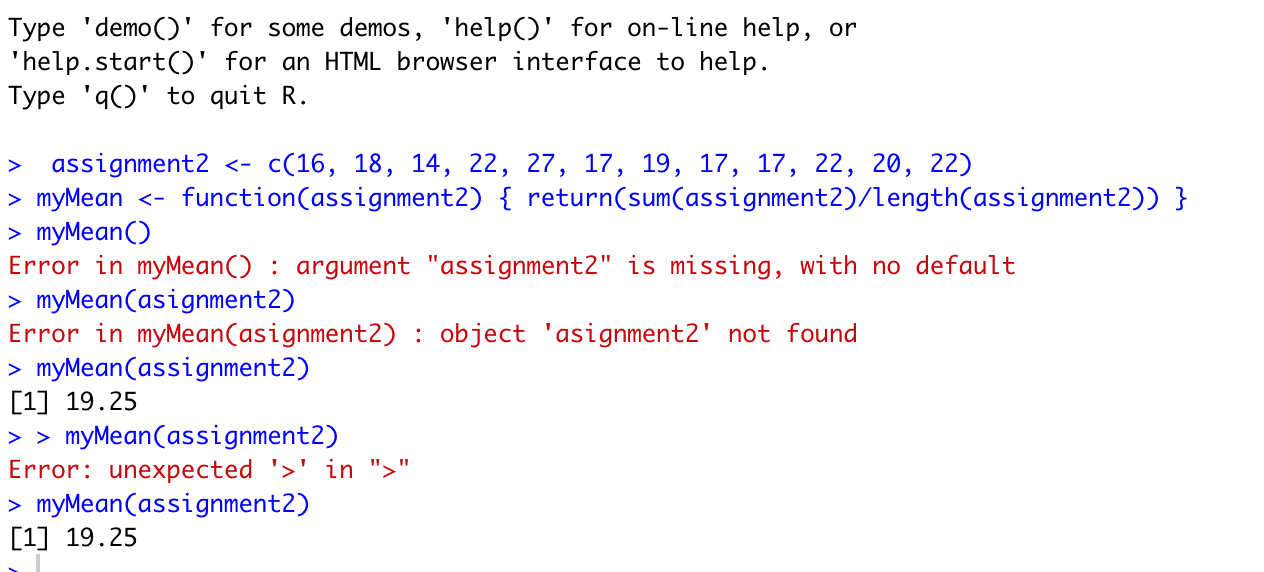 Type 'demo()' for some demos, 'help()' for on-line help, or
'help.start()' for an HTML browser interface to help.
Type 'q()' to quit R.
>  assignment2 <- c(16, 18, 14, 22, 27, 17, 19, 17, 17, 22, 20, 22)
> myMean <- function(assignment2) { return(sum(assignment2)/length(assignment2)) }
> myMean()
Error in myMean() : argument "assignment2" is missing, with no default
> myMean(asignment2)
Error in myMean(asignment2) : object 'asignment2' not found
> myMean(assignment2)
[1] 19.25
> > myMean(assignment2)
Error: unexpected '>' in ">"
> myMean(assignment2)
[1] 19.25
>